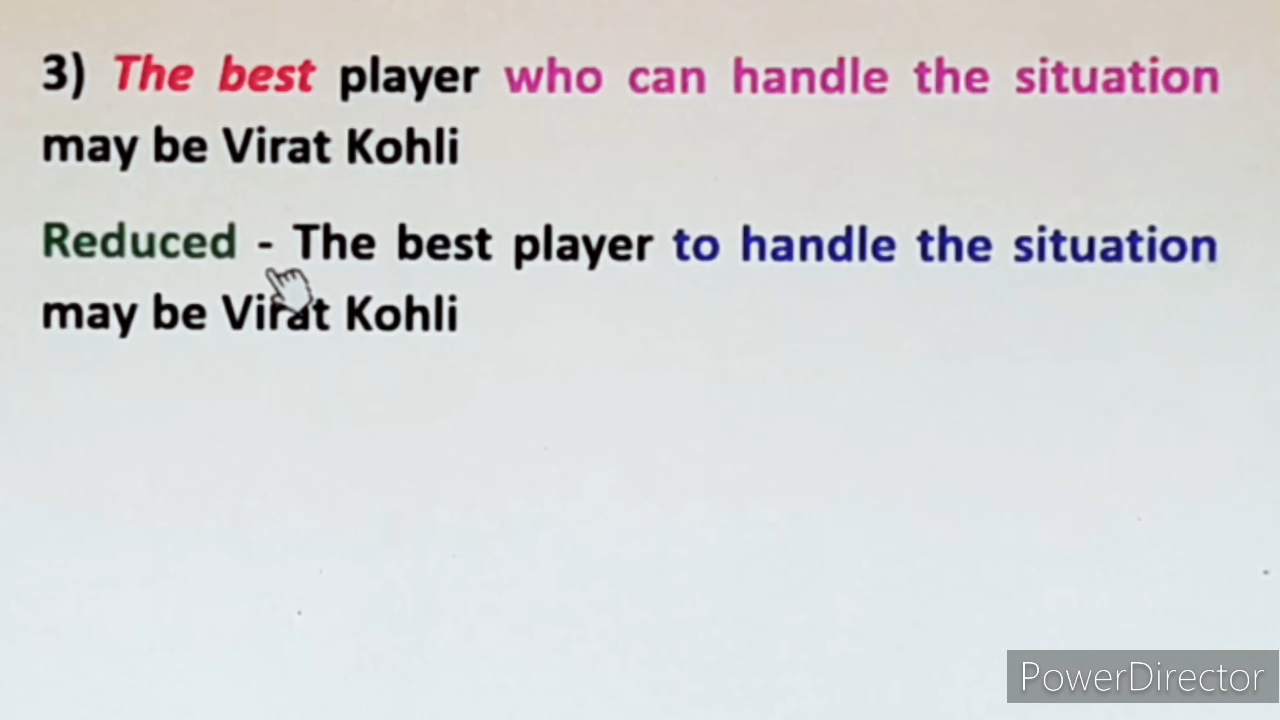 3) The best player who can handle the situation
may be Virat Kohli
Reduced - The best player to handle the situation
may be Virat Kohli
PowerDirector